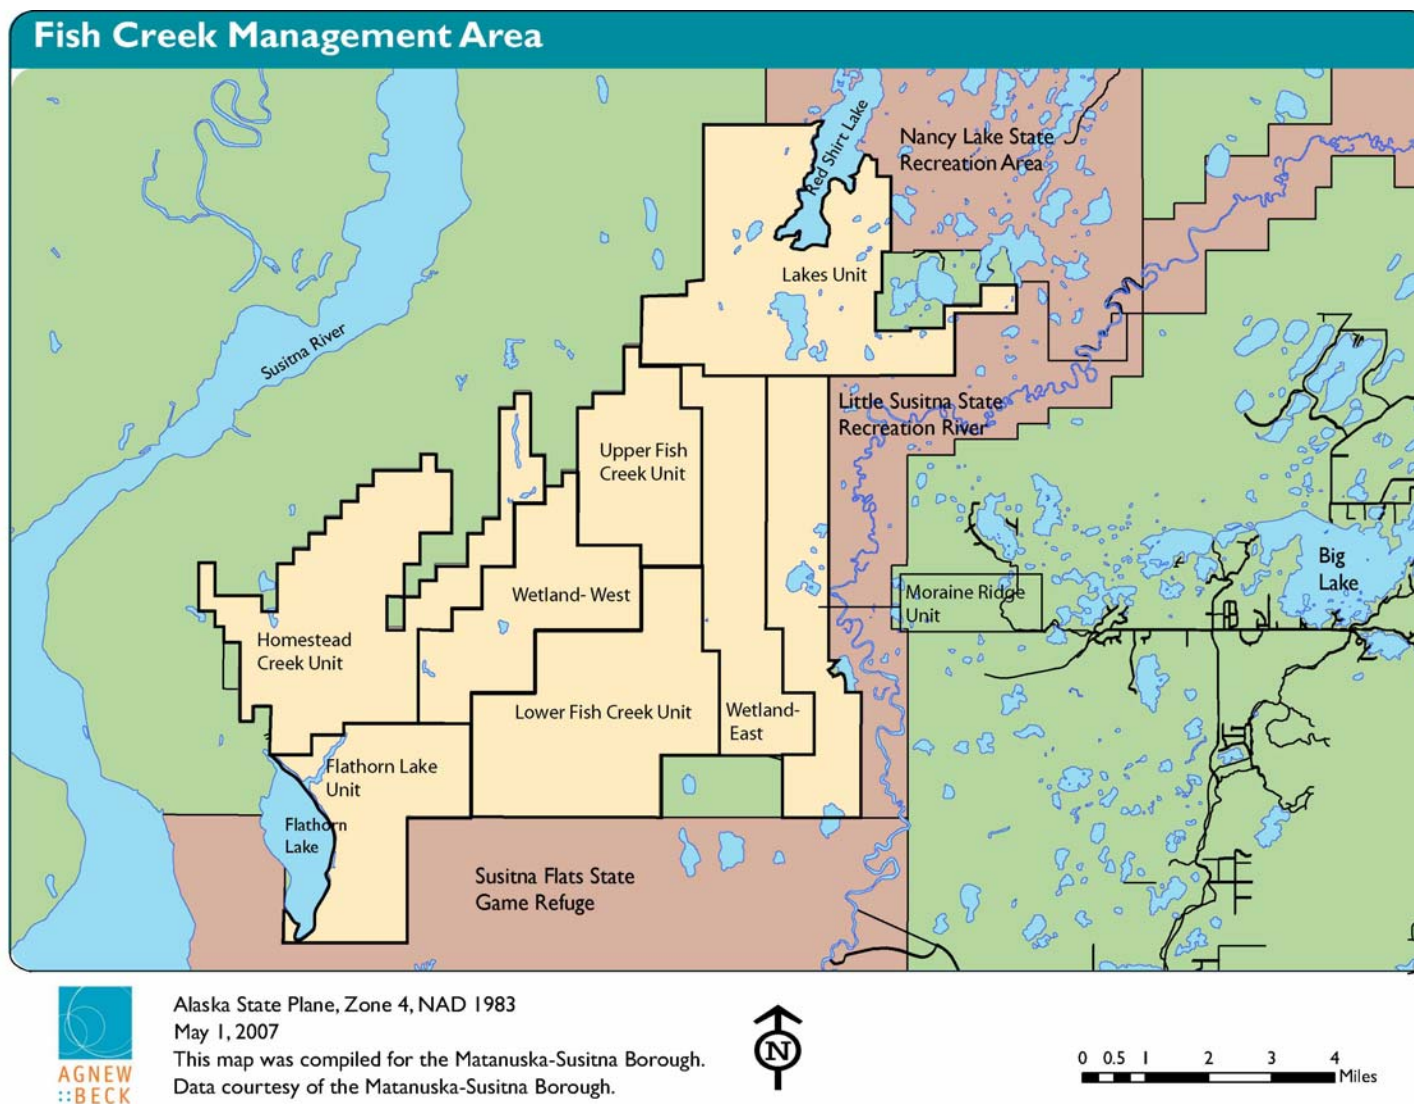 Fish Creek Management Area
Red Shirt Lake
Nancy Lake State
Recreation Area
Lakes Unit
Susitna River
Little Susitna State
Recreation River
Upper Fish
Creek Unit
Big
Lake
Wetland- West
Moraine Ridge
Unit
Homestead
Creek Unit
Lower Fish Creek Unit
Wetland-
East
Flathorn Lake
Unit
Flathorn
Lake
Susitna Flats State
Game Refuge
Alaska State Plane, Zone 4, NAD 1983
May 1, 2007
This map was compiled for the Matanuska-Susitna Borough.
Data courtesy of the Matanuska-Susitna Borough.
AGNEW
::BECK
N
0 0.5 1 2 3 4
Miles